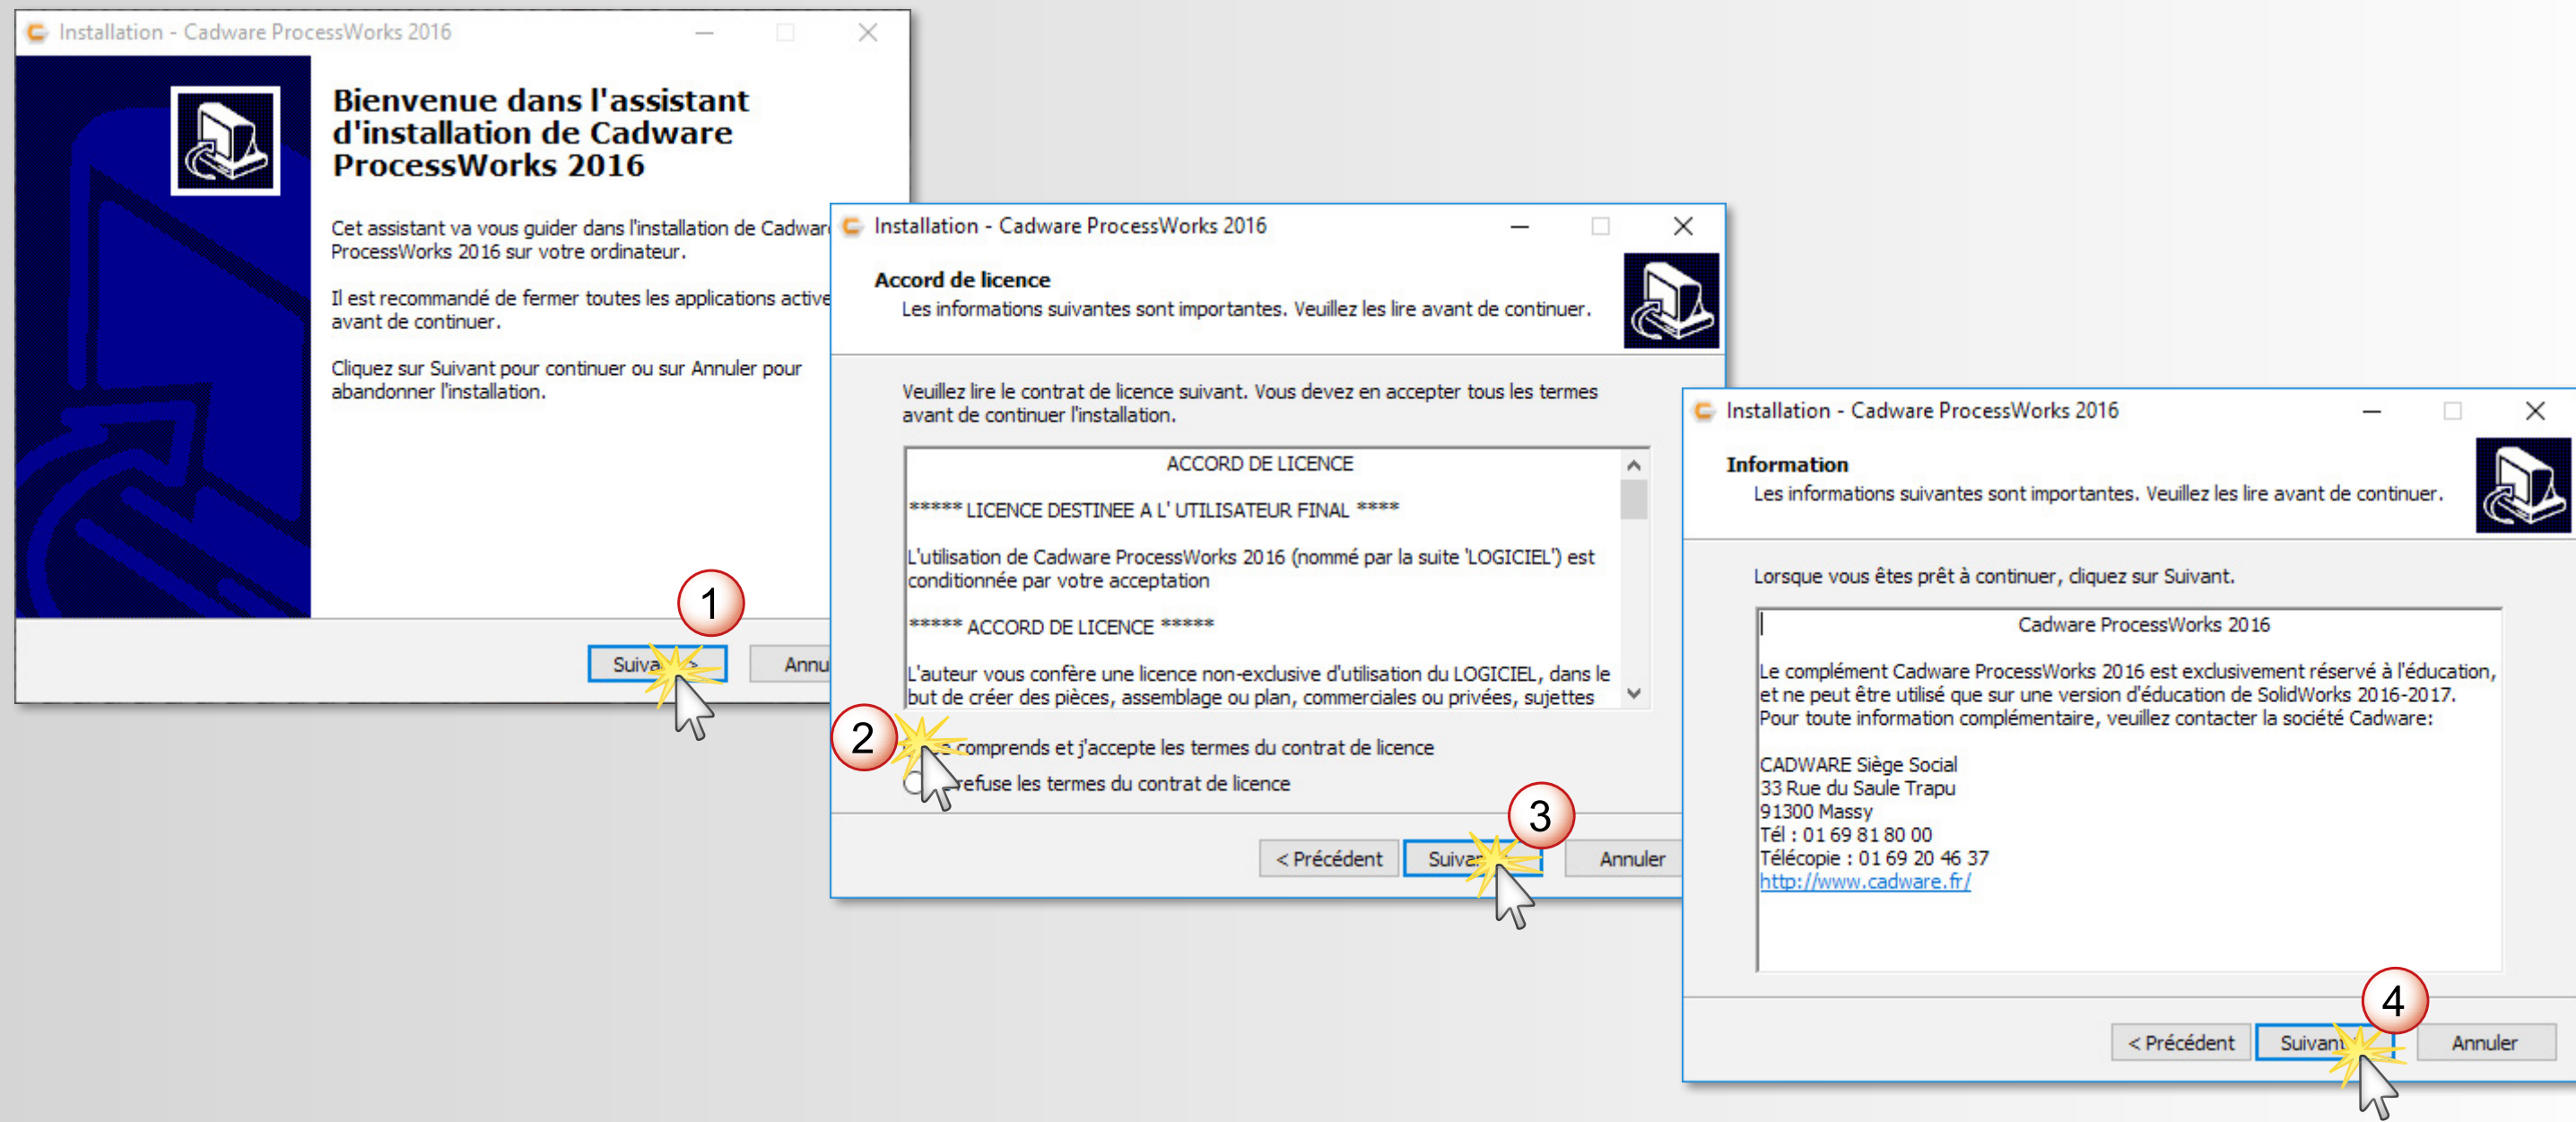 Installation - Cadware ProcessWorks 2016
Bienvenue dans l'assistant
d'installation de Cadware
ProcessWorks 2016
Cet assistant va vous guider dans l'installation de Cadware
ProcessWorks 2016 sur votre ordinateur.
Il est recommandé de fermer toutes les applications active
avant de continuer.
Cliquez sur Suivant pour continuer ou sur Annuler pour
abandonner l'installation.
1
Suiva >
Annu
Installation - Cadware ProcessWorks 2016
Accord de licence
Les informations suivantes sont importantes. Veuillez les lire avant de continuer.
Veuillez lire le contrat de licence suivant. Vous devez en accepter tous les termes
avant de continuer l'installation.
ACCORD DE LICENCE
***** LICENCE DESTINEE A L' UTILISATEUR FINAL ****
L'utilisation de Cadware ProcessWorks 2016 (nommé par la suite 'LOGICIEL') est
conditionnée par votre acceptation
***** ACCORD DE LICENCE *****
L'auteur vous confère une licence non-exclusive d'utilisation du LOGICIEL, dans le
but de créer des pièces, assemblage ou plan, commerciales ou privées, sujettes
2
comprends et j'accepte les termes du contrat de licence
refuse les termes du contrat de licence
3
< Précédent
Suivan
Annuler
Installation - Cadware ProcessWorks 2016
Information
Les informations suivantes sont importantes. Veuillez les lire avant de continuer.
Lorsque vous êtes prêt à continuer, cliquez sur Suivant.
Cadware ProcessWorks 2016
Le complément Cadware ProcessWorks 2016 est exclusivement réservé à l'éducation,
et ne peut être utilisé que sur une version d'éducation de SolidWorks 2016-2017.
Pour toute information complémentaire, veuillez contacter la société Cadware:
CADWARE Siège Social
33 Rue du Saule Trapu
91300 Massy
Tél : 01 69 81 80 00
Télécopie : 01 69 20 46 37
http://www.cadware.fr/
4
< Précédent
Suivant
Annuler